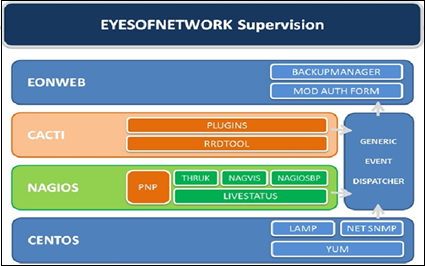 EYESOFNETWORK Supervision
EONWEB
BACKUPMANAGER
MOD AUTH FORM
CACTI
PLUGINS
RRDTOOL
GENERIC
EVENT
DISPATCHER
NAGIOS
PNP
THRUK
NAGVIS
NAGIOSBP
LIVESTATUS
CENTOS
LAMP
NET SNMP
YUM